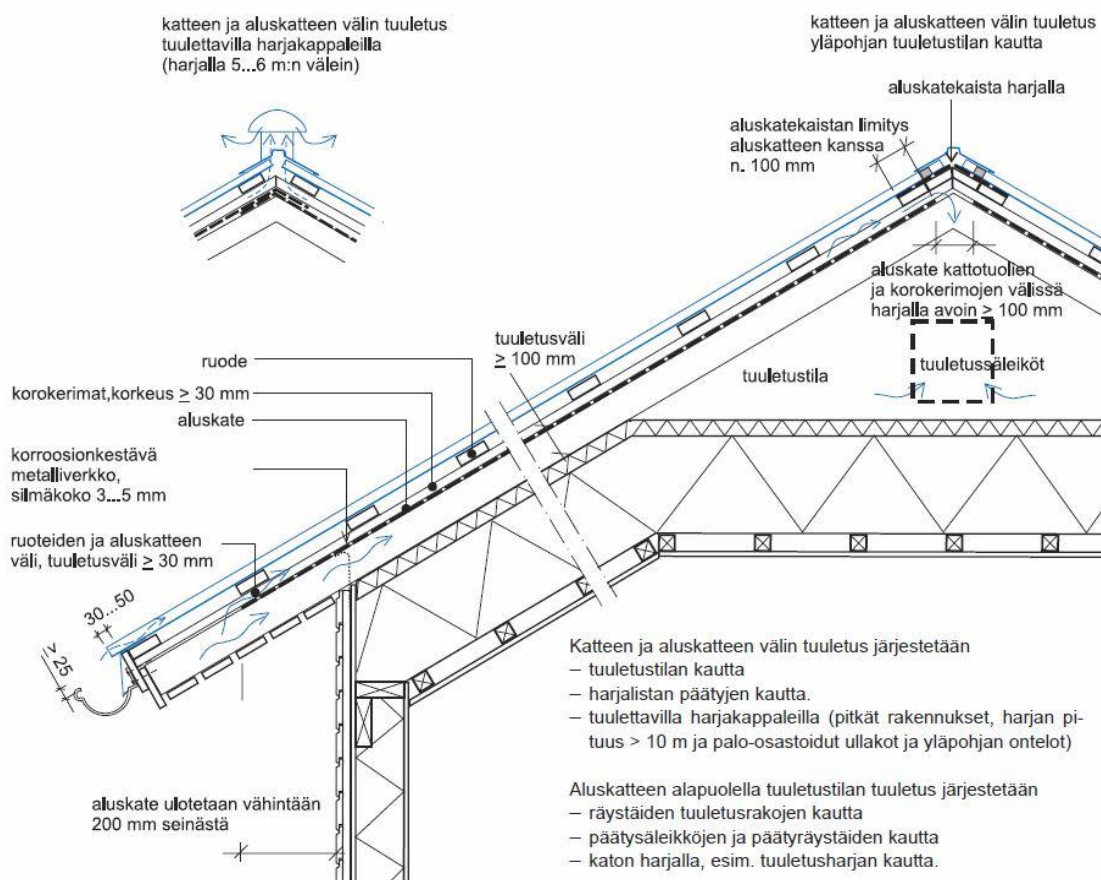 katteen ja aluskatteen välin tuuletus
tuulettavilla harjakappaleilla
(harjalla 5...6 m:n välein)
katteen ja aluskatteen välin tuuletus
yläpohjan tuuletustilan kautta
aluskatekaista harjalla
aluskatekaistan limitys
aluskatteen kanssa
n. 100 mm
aluskate kattotuolien
ja korokerimojen välissä
harjalla avoin > 100 mm
tuuletusväli
≥ 100 mm
tuuletustila
tuuletussäleiköt
ruode
korokerimat,korkeus ≥ 30 mm
aluskate
korroosionkestävä
metalliverkko,
silmäkoko 3...5 mm
ruoteiden ja aluskatteen
väli, tuuletusväli ≥ 30 mm
30...50
≥ 25
aluskate ulotetaan vähintään
200 mm seinästä
Katteen ja aluskatteen välin tuuletus järjestetään
– tuuletustilan kautta
– harjalistan päätyjen kautta.
– tuulettavilla harjakappaleilla (pitkät rakennukset, harjan pi-
tuus > 10 m ja palo-osastoidut ullakot ja yläpohjan ontelot)
Aluskatteen alapuolella tuuletustilan tuuletus järjestetään
– räystäiden tuuletusrakojen kautta
– päätysäleikköjen ja päätyräystäiden kautta
– katon harjalla, esim. tuuletusharjan kautta.